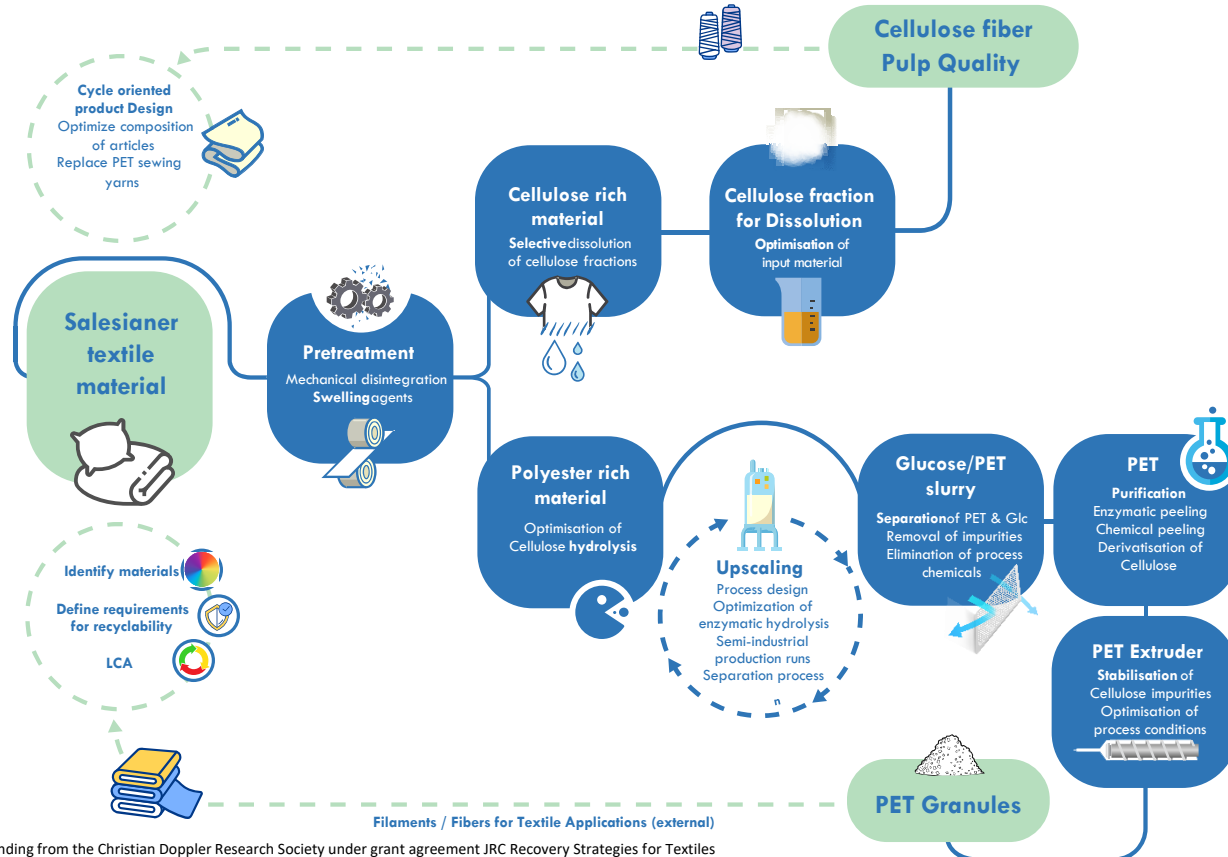 Cellulose fiber
Pulp Quality
Cycle oriented
product Design
Optimize composition
of articles
Replace PET sewing
yarns
Cellulose rich
material
Selectivedissolution
of cellulose fractions
Cellulose fraction
for Dissolution
Optimisation of
input material
Salesianer
textile
material
Pretreatment
Mechanical disintegration
Swellingagents
Polyester rich
material
Optimisation of
Cellulose hydrolysis
Upscaling
Process design
Optimization of
enzymatic hydrolysis
Semi-industrial
production runs
Separation process
n
Glucose/PET
slurry
Separationof PET & Glc
Removal of impurities
Elimination of process
chemicals
PET
Purification
Enzymatic peeling
Chemical peeling
Derivatisation of
Cellulose
Identify materials
Define requirements
for recyclability
LCA
PET Extruder
Stabilisation of
Cellulose impurities
Optimisation of
process conditions
PET Granules
Filaments / Fibers for Textile Applications (external)
nding from the Christian Doppler Research Society under grant agreement JRC Recovery Strategies for Textiles